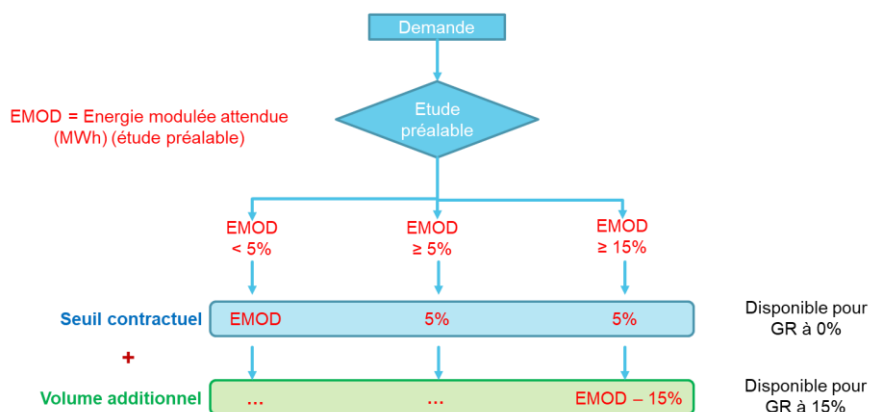 Demande
EMOD = Energie modulée attendue
(MWh) (étude préalable)
Etude
préalable
EMOD
< 5%
EMOD
≥ 5%
EMOD
≥ 15%
Seuil contractuel
EMOD
5%
5%
Disponible pour
GR à 0%
+
Volume additionnel
...
...
EMOD – 15%
Disponible pour
GR à 15%